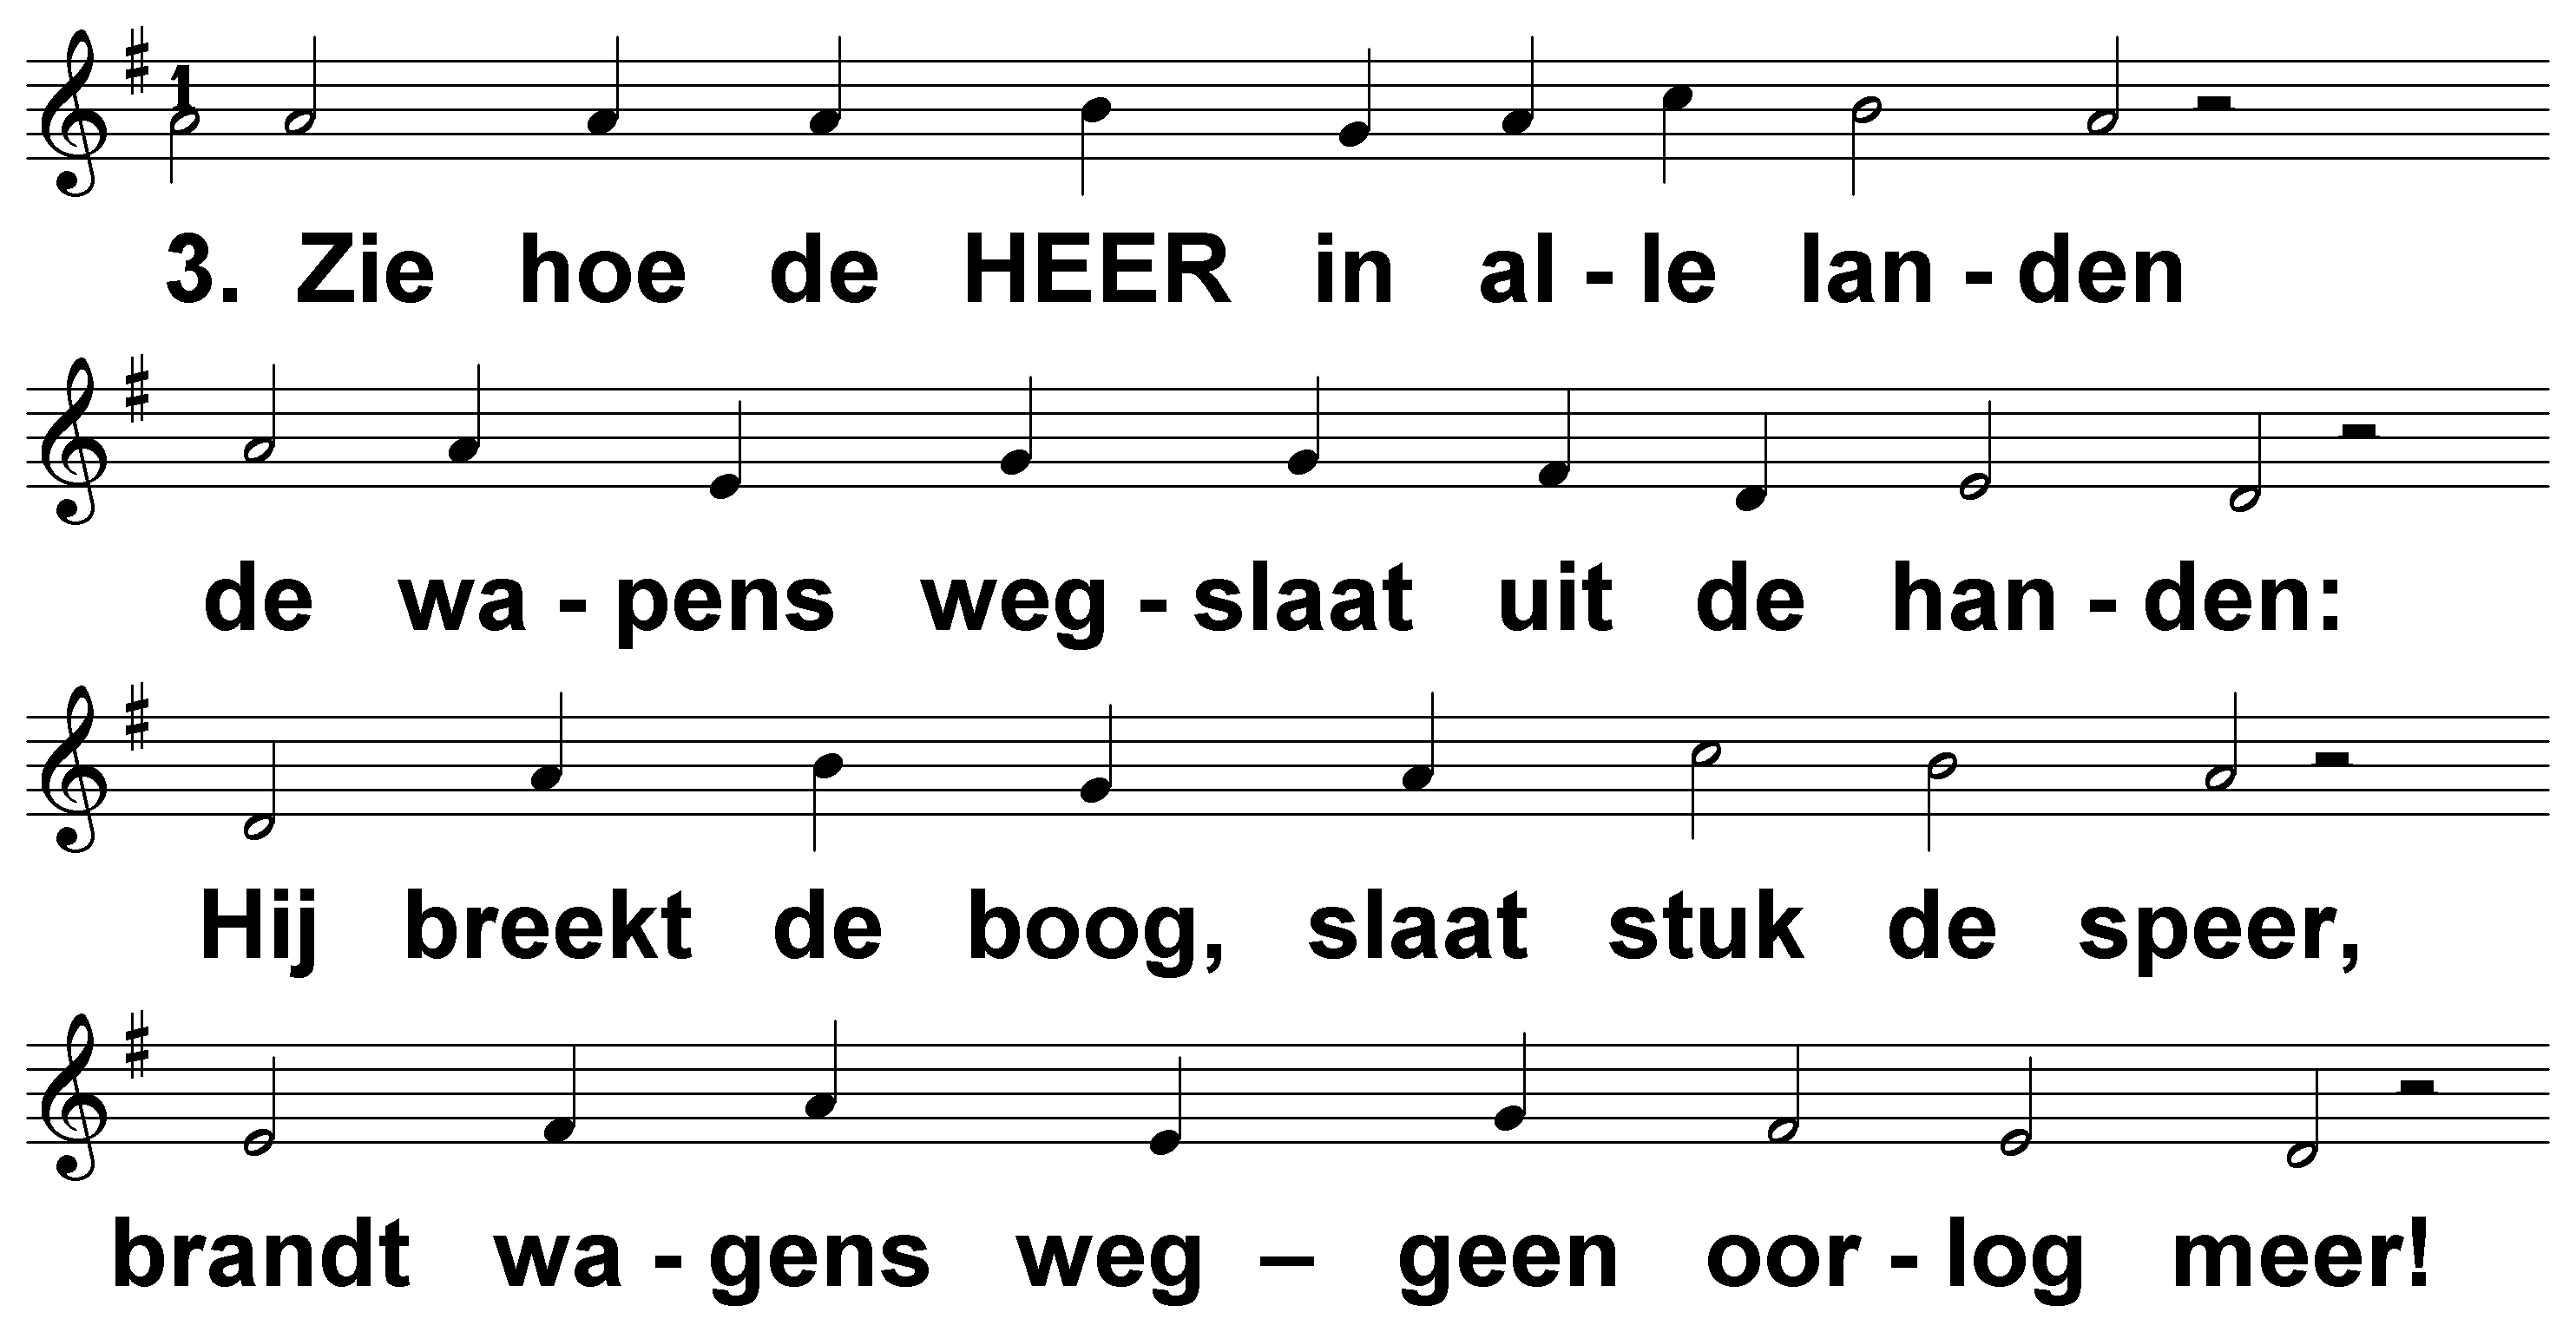 3. Zie hoe de HEER in al - le lan - den
de wa - pens weg - slaat uit de han - den:
Hij breekt de boog, slaat stuk de speer,
brandt wa - gens weg – geen oor - log meer!